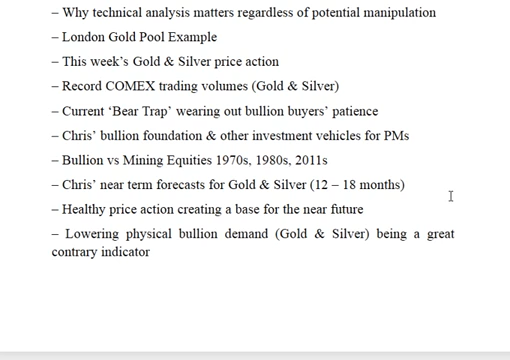 – Why technical analysis matters regardless of potential manipulation
– London Gold Pool Example
– This week’s Gold & Silver price action
– Record COMEX trading volumes (Gold & Silver)
– Current ‘Bear Trap’ wearing out bullion buyers’ patience
– Chris’ bullion foundation & other investment vehicles for PMs
– Bullion vs Mining Equities 1970s, 1980s, 2011s
– Chris’ near term forecasts for Gold & Silver (12 – 18 months)
– Healthy price action creating a base for the near future
– Lowering physical bullion demand (Gold & Silver) being a great
contrary indicator